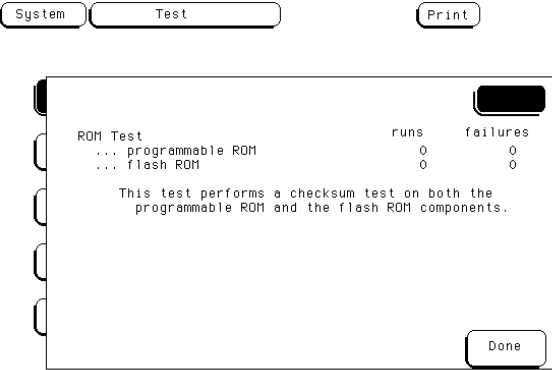 System Test Print
ROM Test runs failures
... programmable ROM 0 0
... flash ROM 0 0
This test performs a checksum test on both the
programmable ROM and the flash ROM components.
Done